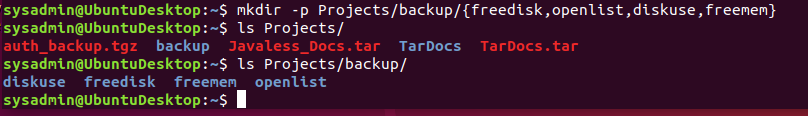 sysadmin@UbuntuDesktop:~$ mkdir -p Projects/backup/{freedisk,openlist,diskuse,freemem}
sysadmin@UbuntuDesktop:~$ ls Projects/
auth_backup.tgz  backup  Javaless_Docs.tar  TarDocs  TarDocs.tar
sysadmin@UbuntuDesktop:~$ ls Projects/backup/
diskuse  freedisk  freemem  openlist
sysadmin@UbuntuDesktop:~$